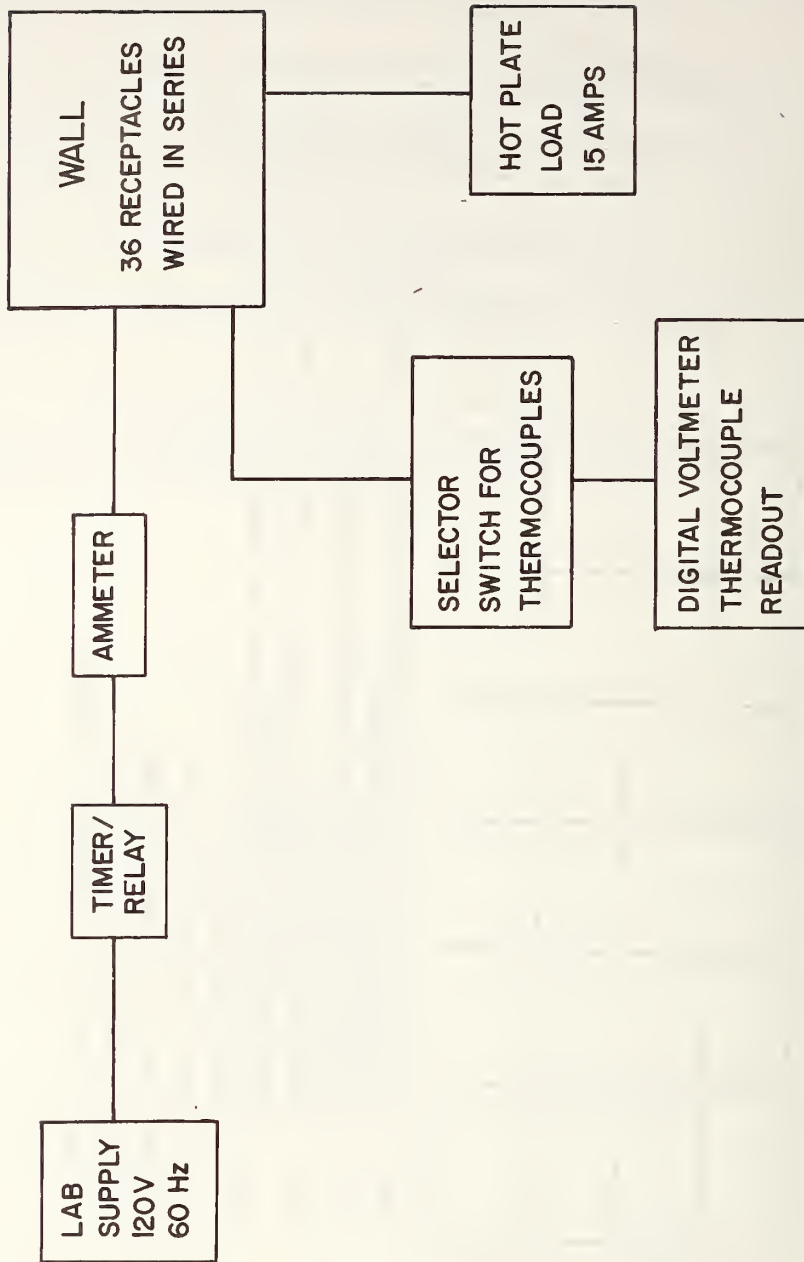 LAB
SUPPLY
120V
60 Hz
TIMER/
RELAY
AMMETER
WALL
36 RECEPTACLES
WIRED IN SERIES
SELECTOR
SWITCH FOR
THERMOCOUPLES
HOT PLATE
LOAD
15 AMPS
DIGITAL VOLTMETER
THERMOCOUPLE
READOUT